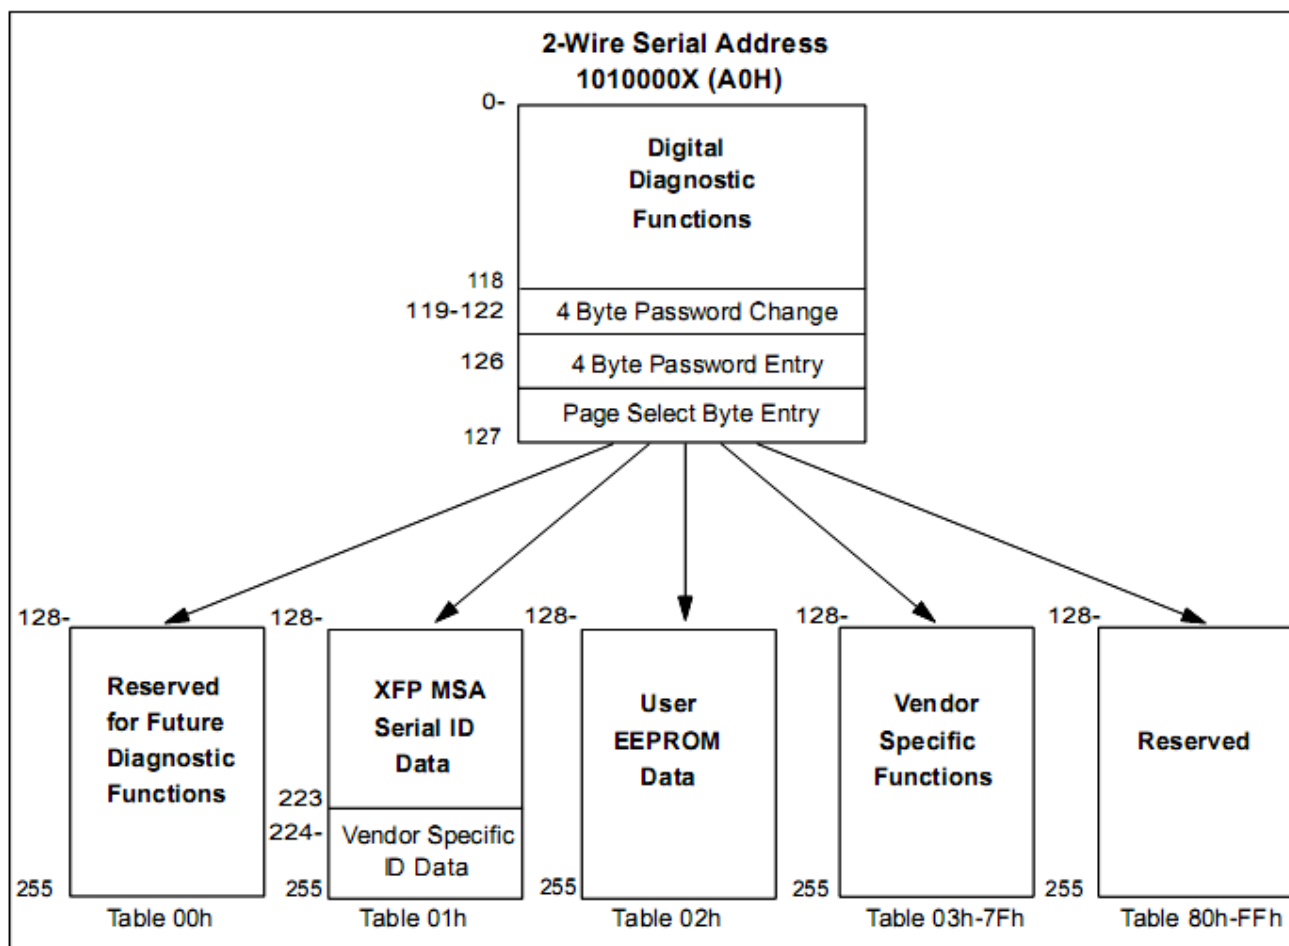 2-Wire Serial Address
1010000X (A0H)
0-
Digital
Diagnostic
Functions
118
119-122
4 Byte Password Change
126
4 Byte Password Entry
Page Select Byte Entry
127
128-
Reserved
for Future
Diagnostic
Functions
255
Table 00h
128-
XFP MSA
Serial ID
Data
223
224-
Vendor Specific
ID Data
255
Table 01h
128-
User
EEPROM
Data
255
Table 02h
128-
Vendor
Specific
Functions
255
Table 03h-7Fh
128-
Reserved
255
Table 80h-FFh